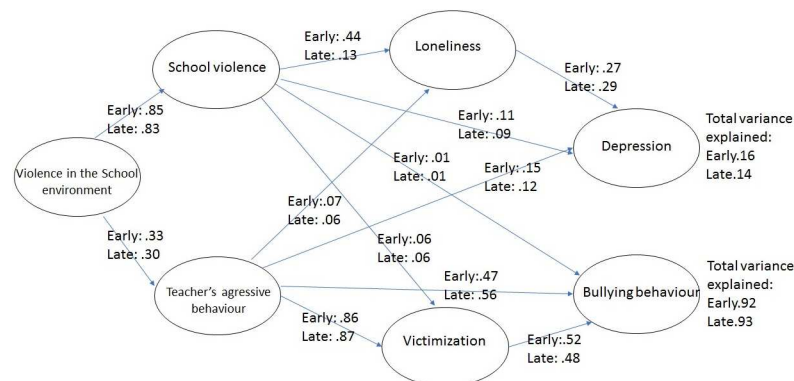 Early: .44
Late: .13
Loneliness
School violence
Early: .27
Late: .29
Early: .85
Late: .83
Early: .11
Late: .09
Total variance
explained:
Early.16
Late.14
Depression
Early: .01
Late: .01
Early: .15
Late: .12
Violence in the School
environment
Early: .07
Late: .06
Early: .33
Late: .30
Early:.06
Late: .06
Teacher's agressive
behaviour
Early:.47
Late: .56
Bullying behaviour
Total variance
explained:
Early.92
Late.93
Early: .86
Late: .87
Victimization
Early:.52
Late: .48